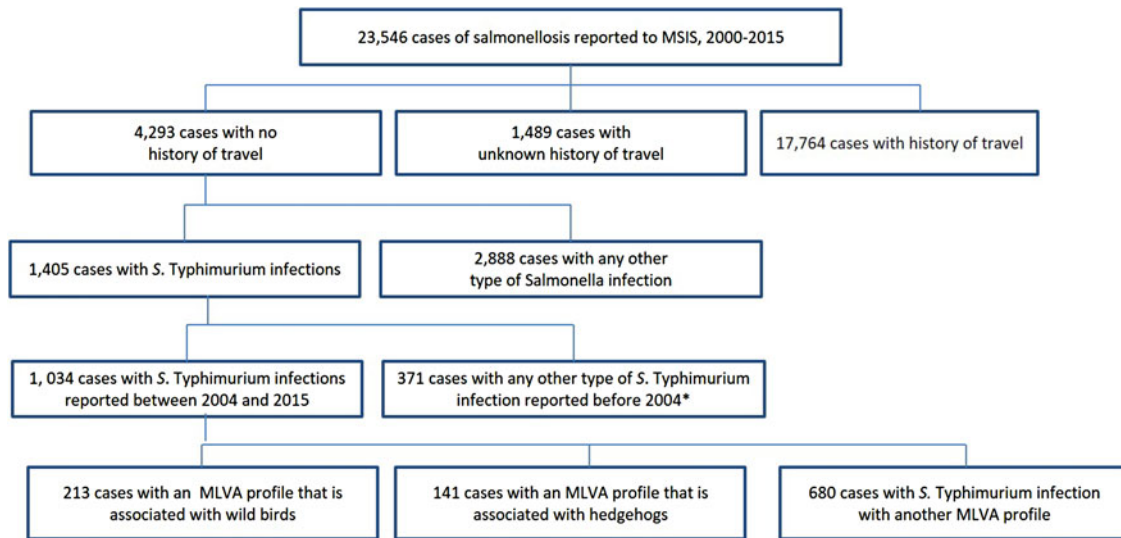 23,546 cases of salmonellosis reported to MSIS, 2000-2015
4,293 cases with no
history of travel
1,489 cases with
unknown history of travel
17,764 cases with history of travel
1,405 cases with S. Typhimurium infections
2,888 cases with any other
type of Salmonella infection
1, 034 cases with S. Typhimurium infections
reported between 2004 and 2015
371 cases with any other type of S. Typhimurium
infection reported before 2004*
213 cases with an MLVA profile that is
associated with wild birds
141 cases with an MLVA profile that is
associated with hedgehogs
680 cases with S. Typhimurium infection
with another MLVA profile